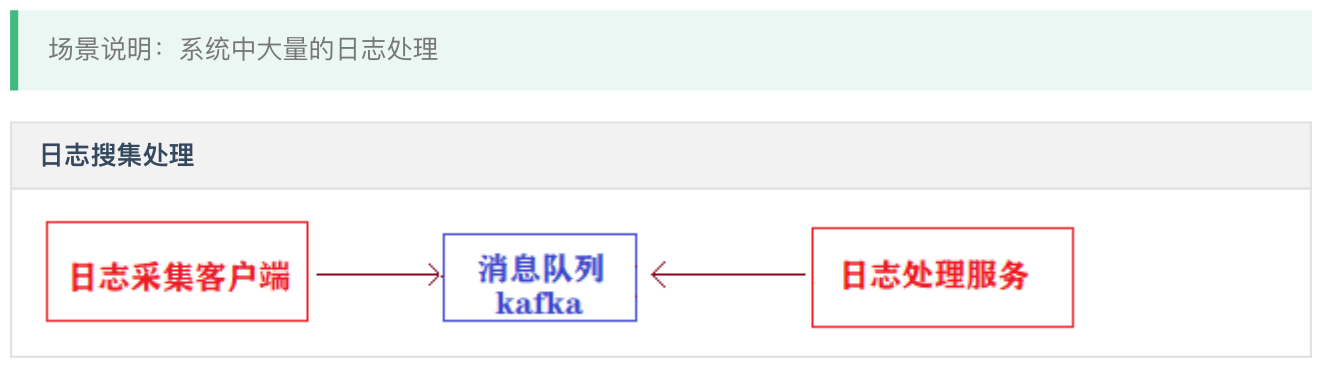 场景说明：系统中大量的日志处理
日志搜集处理
日志采集客户端
消息队列
kafka
日志处理服务